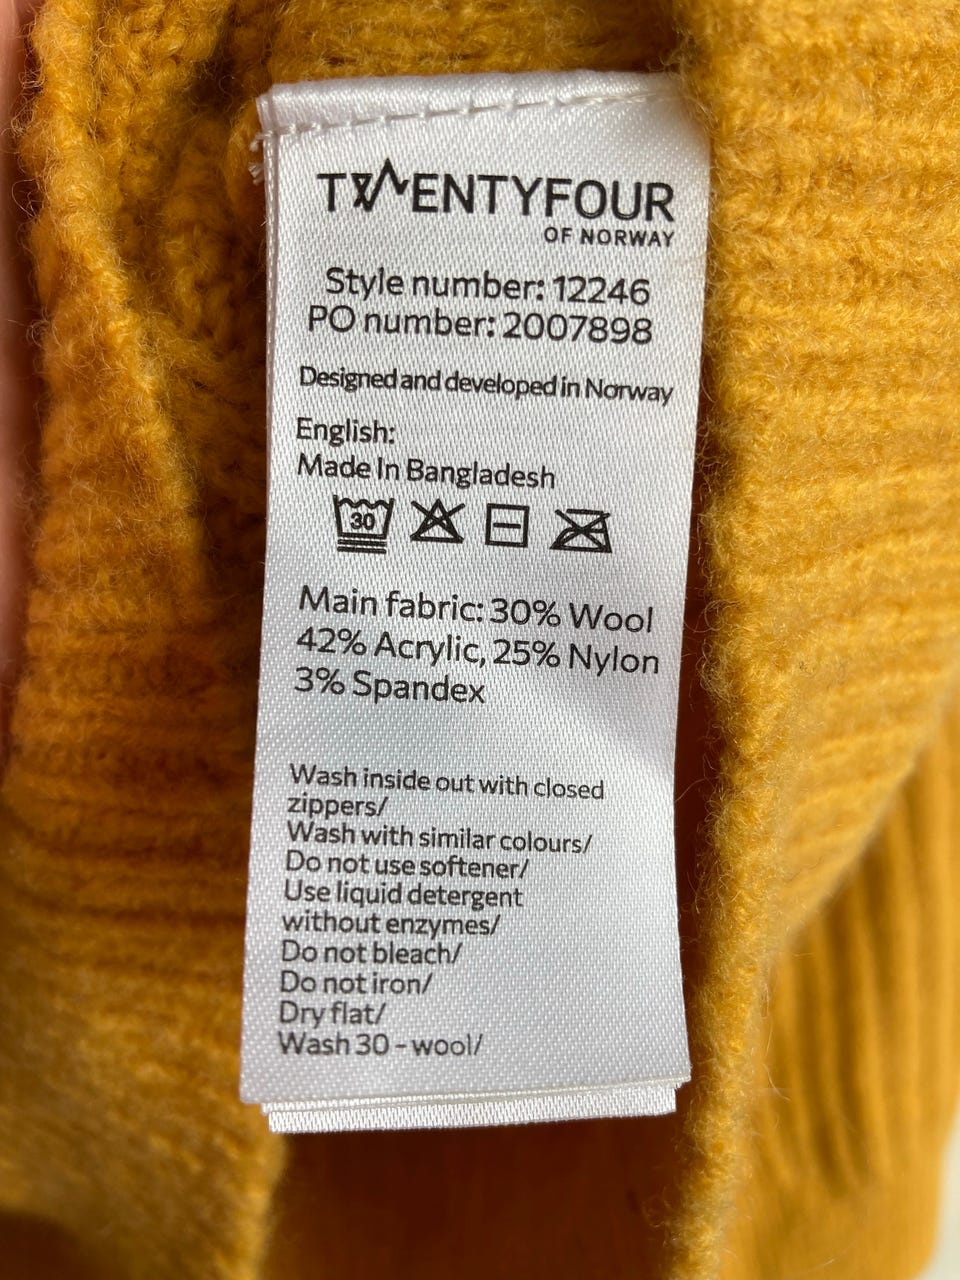 TWENTYFOUR
OF NORWAY
Style number: 12246
PO number: 2007898
Designed and developed in Norway
English:
Made In Bangladesh
30
Main fabric: 30% Wool
42% Acrylic, 25% Nylon
3% Spandex
Wash inside out with closed
zippers/
Wash with similar colours/
Do not use softener/
Use liquid detergent
without enzymes/
Do not bleach/
Do not iron/
Dry flat/
Wash 30 - wool/